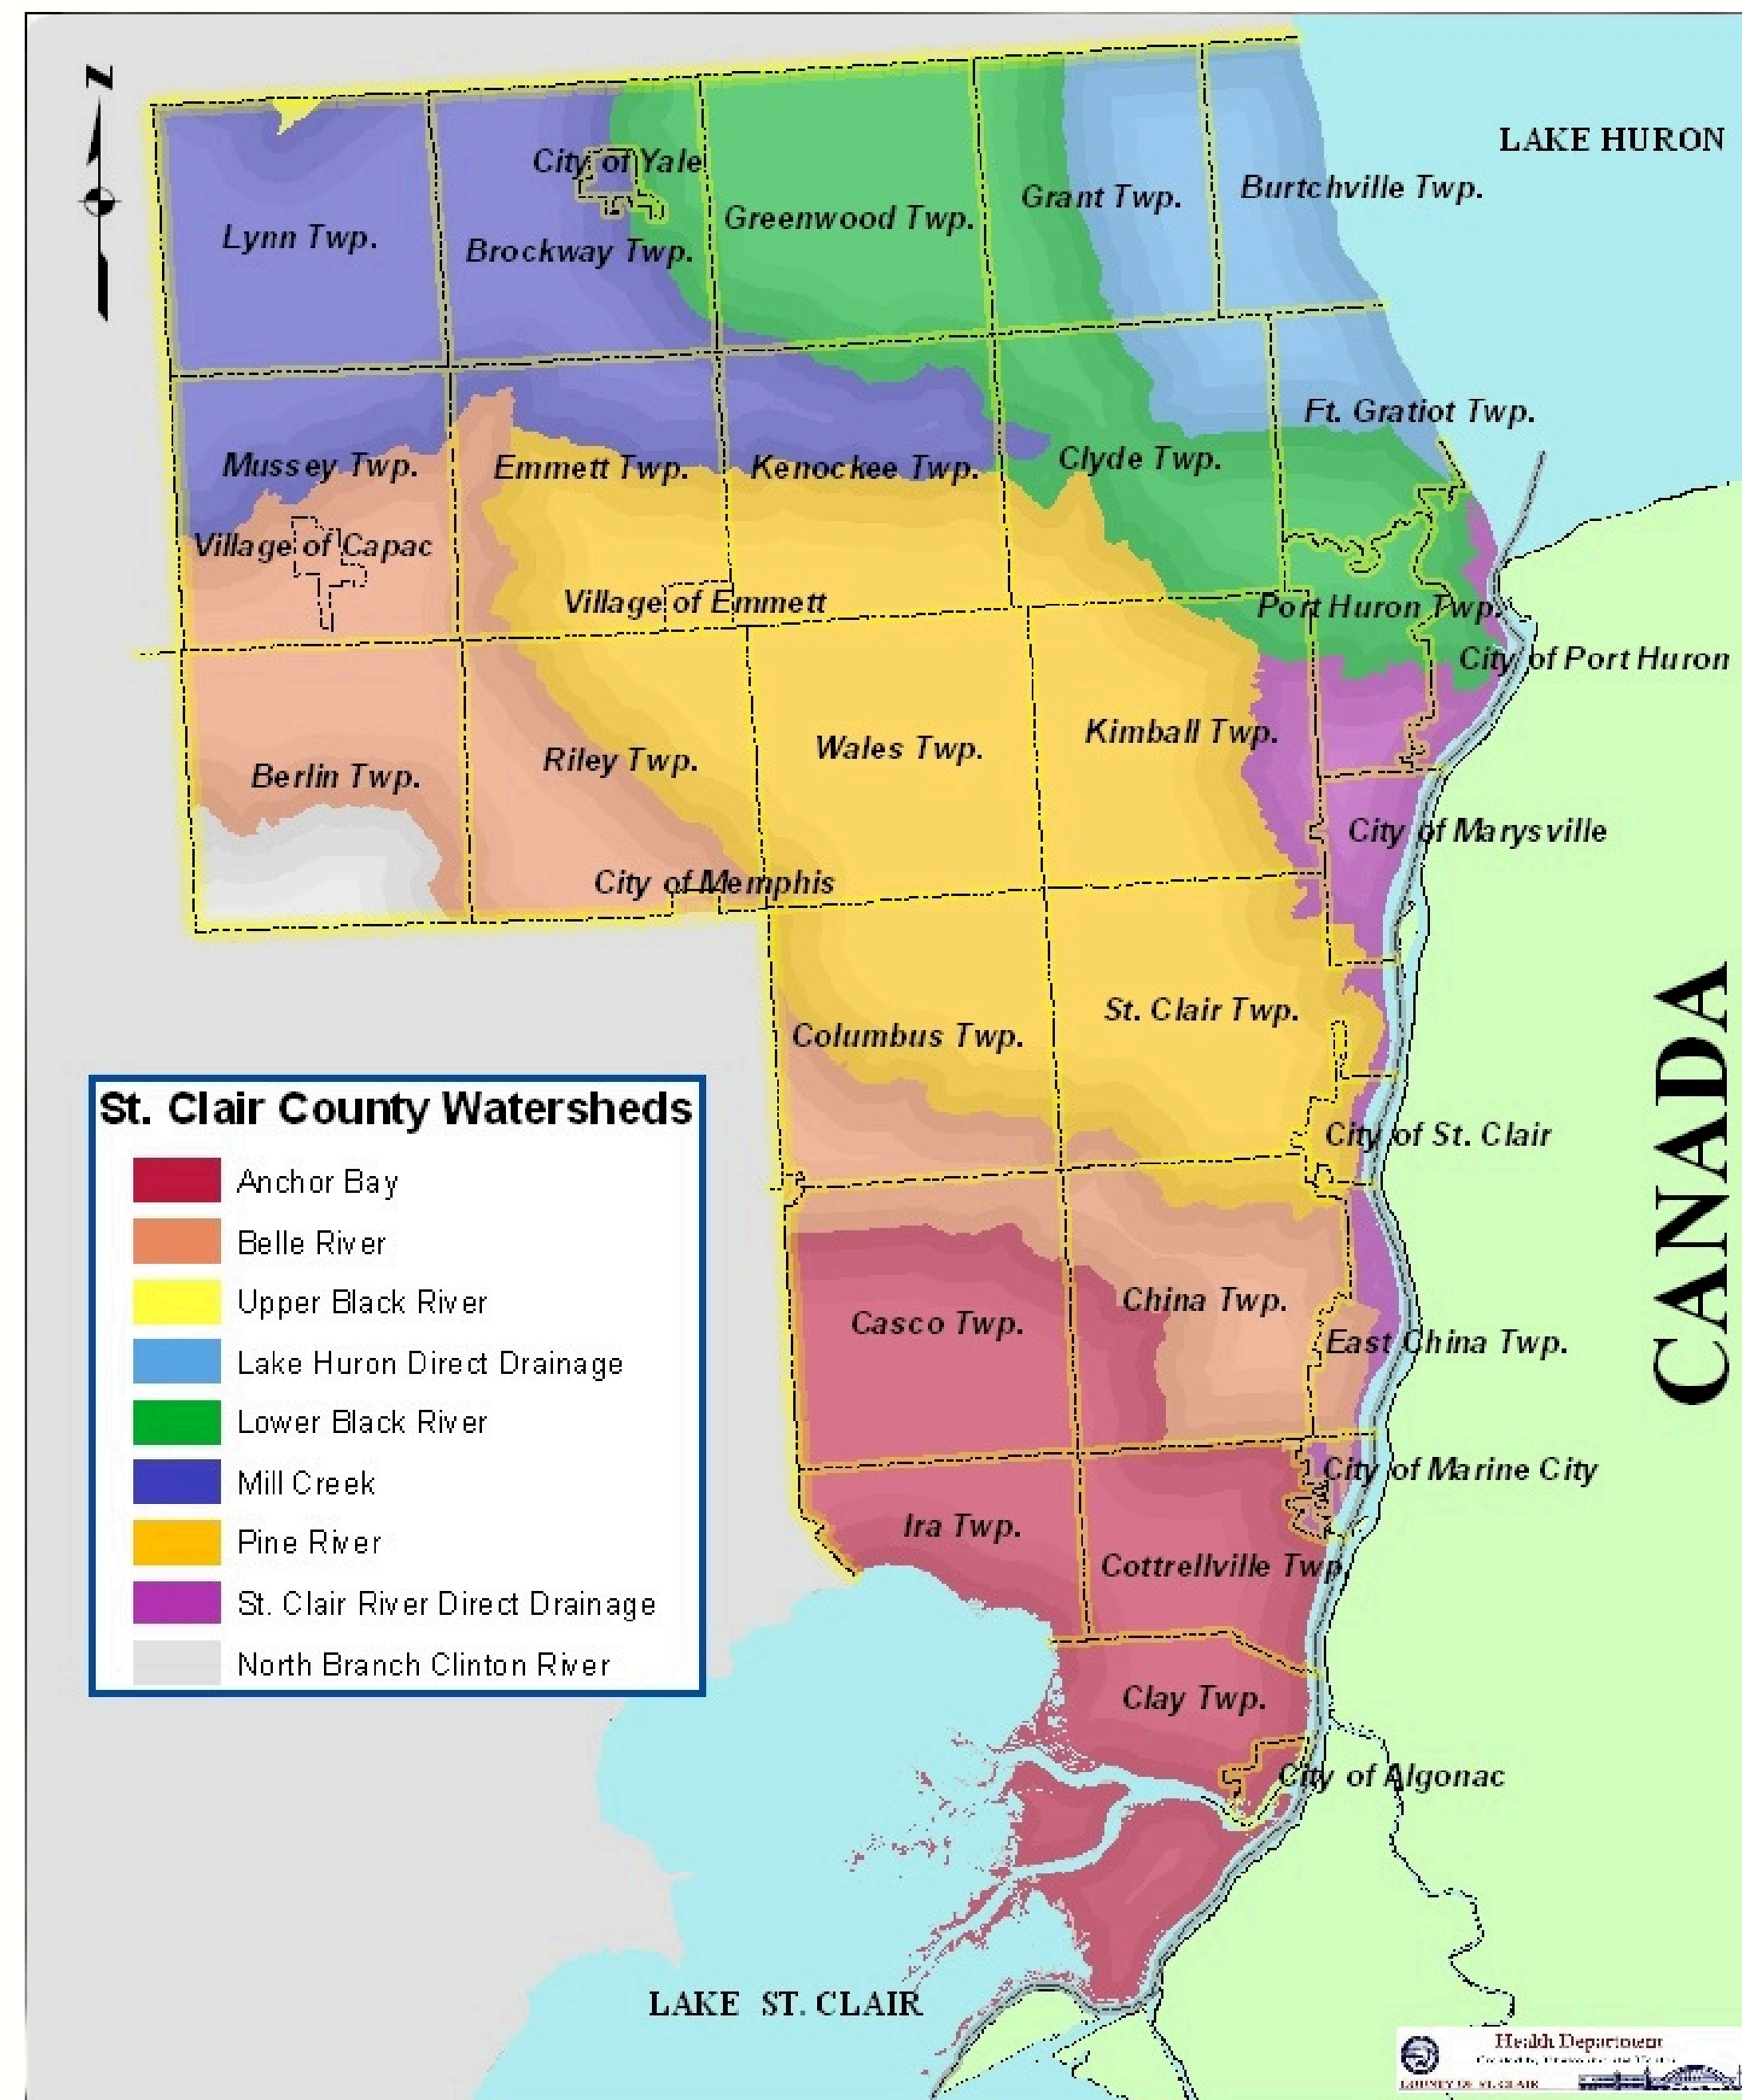 N
LAKE HURON
City of Yale
Burtchville Twp.
Grant Twp.
Greenwood Twp.
Lynn Twp.
Brockway Twp.
Ft. Gratiot Twp.
Mussey Twp.
Emmett Twp.
Kenockee Twp.
Clyde Twp.
Village of Capac
Village of Emmett
Port Huron Twp.
City of Port Huron
Kimball Twp.
Wales Twp.
Riley Twp.
Berlin Twp.
City of Marysville
City of Memphis
CANADA
St. Clair Twp.
Columbus Twp.
City of St. Clair
St. Clair County Watersheds
Anchor Bay
Belle River
Upper Black River
Lake Huron Direct Drainage
Lower Black River
Mill Creek
Pine River
St. Clair River Direct Drainage
North Branch Clinton River
China Twp.
Casco Twp.
East China Twp.
City of Marine City
Ira Twp.
Cottrellville Twp
Clay Twp.
City of Algonac
LAKE ST. CLAIR
Health Department
COUNTY OF ST. CLAIR